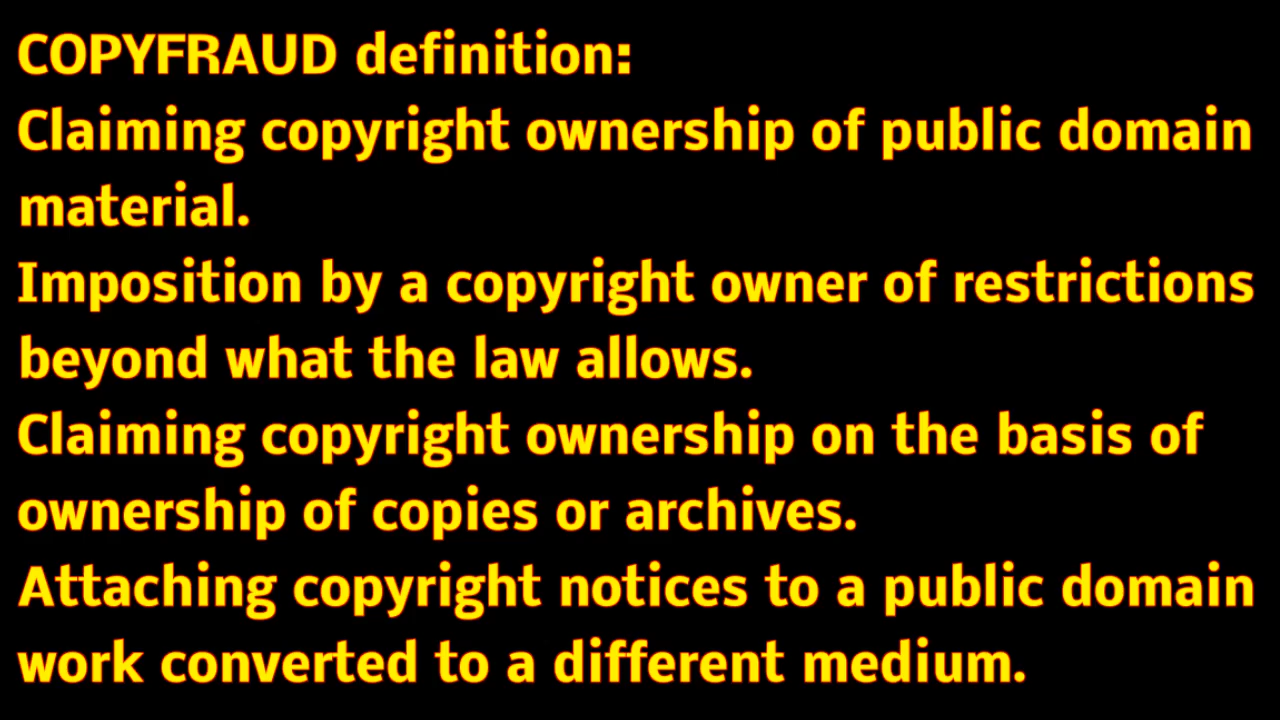 COPYFRAUD definition:
Claiming copyright ownership of public domain
material.
Imposition by a copyright owner of restrictions
beyond what the law allows.
Claiming copyright ownership on the basis of
ownership of copies or archives.
Attaching copyright notices to a public domain
work converted to a different medium.